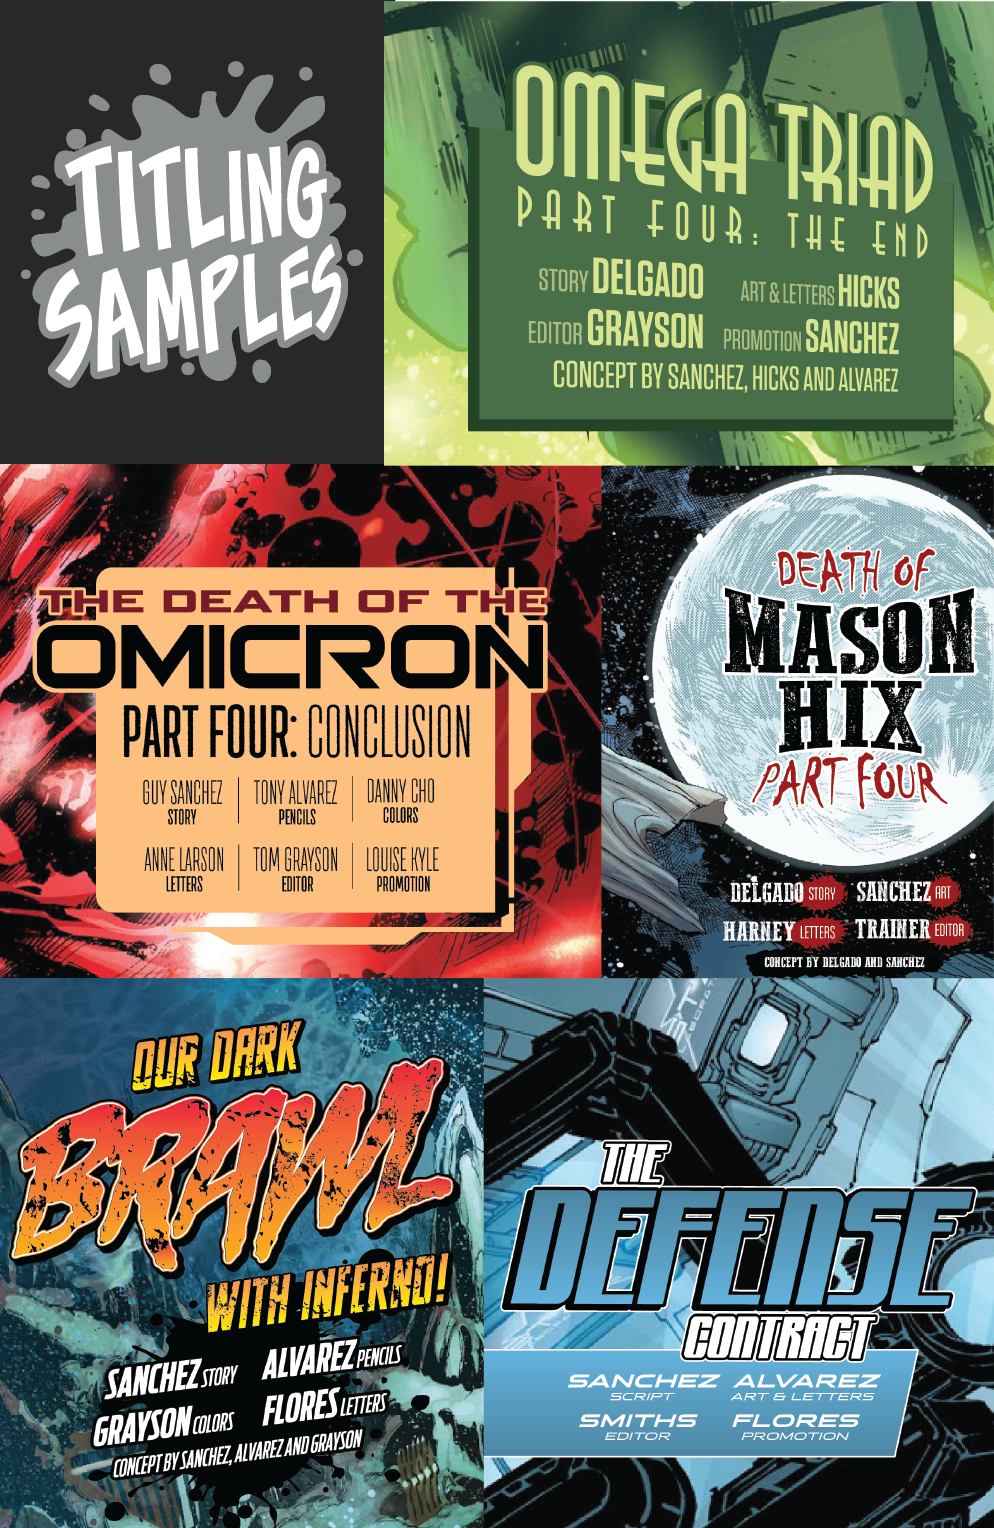 TITLING
SAMPLES
OMEGA TRIAD
PART FOUR: THE END
STORY DELGADO ART & LETTERS HICKS
EDITOR GRAYSON PROMOTION SANCHEZ
CONCEPT BY SANCHEZ, HICKS AND ALVAREZ
THE DEATH OF THE
OMICRON
PART FOUR: CONCLUSION
GUY SANCHEZ TONY ALVAREZ DANNY CHO
STORY PENCILS COLORS
ANNE LARSON TOM GRAYSON LOUISE KYLE
LETTERS EDITOR PROMOTION
DEATH OF
MASON
HIX
PART FOUR
DELGADO STORY SANCHEZ ART
HARNEY LETTERS TRAINER EDITOR
CONCEPT BY DELGADO AND SANCHEZ
OUR DARK
BRAWL
WITH INFERNO!
SANCHEZ STORY ALVAREZ PENCILS
GRAYSON COLORS FLORES LETTERS
CONCEPT BY SANCHEZ, ALVAREZ AND GRAYSON
THE
DEFENSE
CONTRACT
SANCHEZ ALVAREZ
SCRIPT ART & LETTERS
SMITHS FLORES
EDITOR PROMOTION